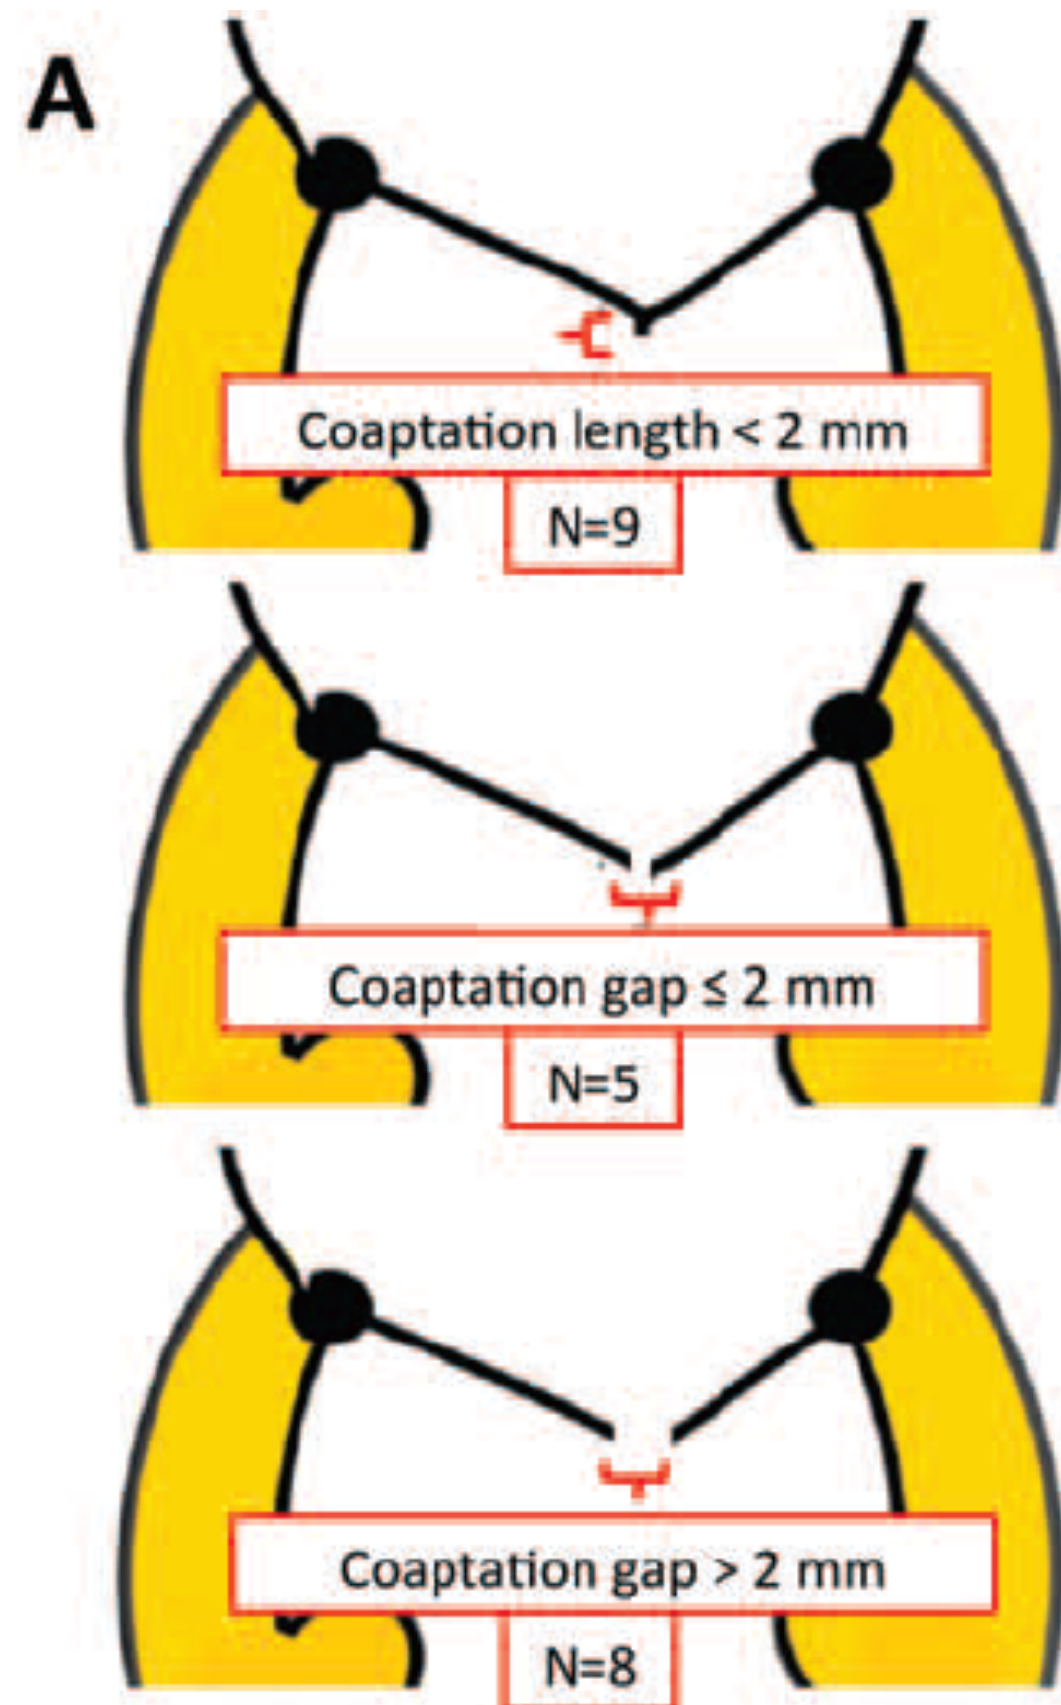 A
Coaptation length < 2 mm
N=9
Coaptation gap ≤ 2 mm
N=5
Coaptation gap > 2 mm
N=8